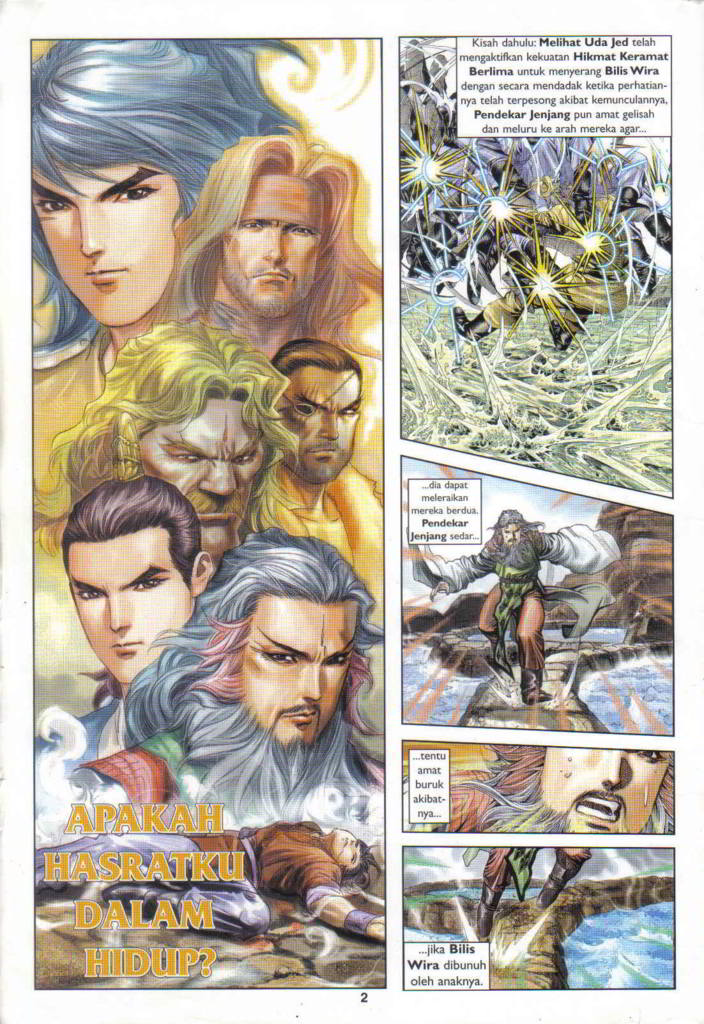 APAKAH
HASRATKU
DALAM
HIDUP?
Kisah dahulu: Melihat Uda Jed telah
mengaktifkan kekuatan Hikmat Keramat
Berlima untuk menyerang Bilis Wira
dengan secara mendadak ketika perhatian-
nya telah terpesong akibat kemunculannya,
Pendekar Jenjang pun amat gelisah
dan meluru ke arah mereka agar...
...dia dapat
meleraikan
mereka berdua.
Pendekar
Jenjang sedar...
...tentu
amat
buruk
akibat-
nya...
...jika Bilis
Wira dibunuh
oleh anaknya.
2